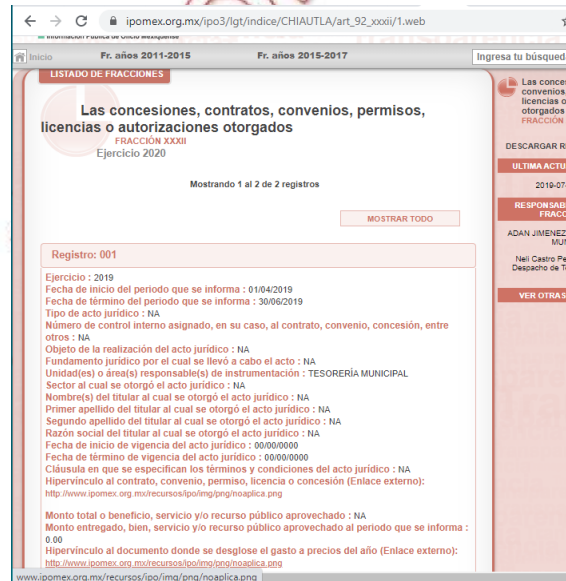 ipomex.org.mx/ipo3/lgt/indice/CHIAUTLA/art_92_xxxii/1.web
Información Pública de Oficio Mexiquense
Inicio
Fr. años 2011-2015
Fr. años 2015-2017
Ingresa tu búsqued
LISTADO DE FRACCIONES
Las concesiones, contratos, convenios, permisos,
licencias o autorizaciones otorgados
FRACCIÓN XXXII
Ejercicio 2020
Mostrando 1 al 2 de 2 registros
MOSTRAR TODO
Registro: 001
Ejercicio : 2019
Fecha de inicio del periodo que se informa : 01/04/2019
Fecha de término del periodo que se informa : 30/06/2019
Tipo de acto jurídico : NA
Número de control interno asignado, en su caso, al contrato, convenio, concesión, entre
otros : NA
Objeto de la realización del acto jurídico : NA
Fundamento jurídico por el cual se llevó a cabo el acto : NA
Unidad(es) o área(s) responsable(s) de instrumentación : TESORERÍA MUNICIPAL
Sector al cual se otorgó el acto jurídico : NA
Nombre(s) del titular al cual se otorgó el acto jurídico : NA
Primer apellido del titular al cual se otorgó el acto jurídico : NA
Segundo apellido del titular al cual se otorgó el acto jurídico : NA
Razón social del titular al cual se otorgó el acto jurídico : NA
Fecha de inicio de vigencia del acto jurídico : 00/00/0000
Fecha de término de vigencia del acto jurídico : 00/00/0000
Cláusula en que se especifican los términos y condiciones del acto jurídico : NA
Hipervínculo al contrato, convenio, permiso, licencia o concesión (Enlace externo):
http://www.ipomex.org.mx/recursos/ipo/img/png/noaplica.png
Monto total o beneficio, servicio y/o recurso público aprovechado : NA
Monto entregado, bien, servicio y/o recurso público aprovechado al periodo que se informa :
0.00
Hipervínculo al documento donde se desglose el gasto a precios del año (Enlace externo):
http://www.ipomex.org.mx/recursos/ipo/img/png/noaplica.png
www.ipomex.org.mx/recursos/ipo/img/png/noaplica.png
Las conces
convenios,
licencias o
otorgados
FRACCIÓN
DESCARGAR RE
ULTIMA ACTU
2019-07-
RESPONSAB
FRACC
ADAN JIMENEZ
MUN
Neli Castro Pe
Despacho de Te
VER OTRAS